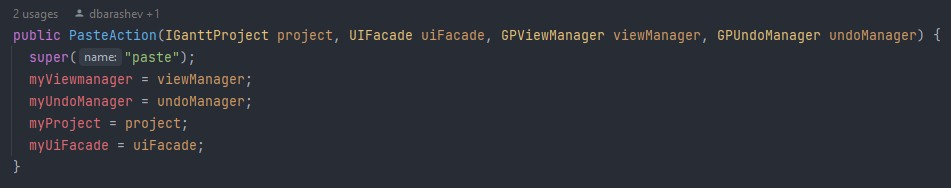 2 usages dbarashev +1
public PasteAction(IGanttProject project, UIFacade uiFacade, GPViewManager viewManager, GPUndoManager undoManager) {
super( name: "paste");
myViewmanager = viewManager;
myUndoManager = undoManager;
myProject = project;
myUiFacade = uiFacade;
}